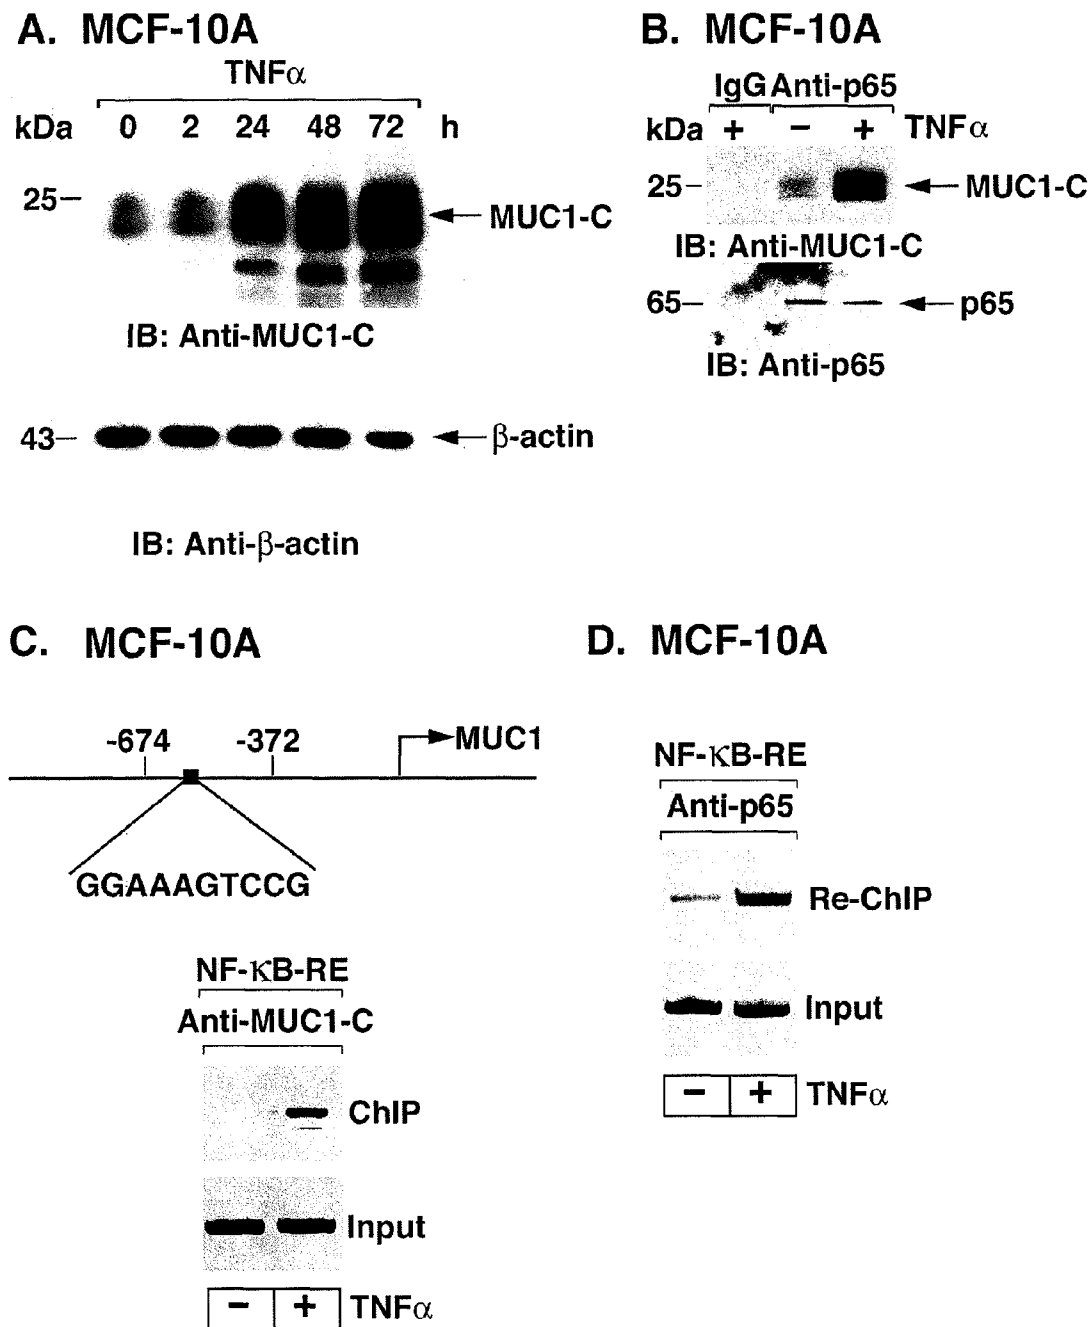 A. MCF-10A
TNFα
kDa 0 2 24 48 72 h
25
MUC1-C
IB: Anti-MUC1-C
43
β-actin
IB: Anti-β-actin
B. MCF-10A
IgG Anti-p65
kDa + − + TNFα
25
MUC1-C
IB: Anti-MUC1-C
65
p65
IB: Anti-p65
C. MCF-10A
-674 -372 MUC1
GGAAAGTCCG
NF-κB-RE
Anti-MUC1-C
ChIP
Input
− + TNFα
D. MCF-10A
NF-κB-RE
Anti-p65
Re-ChIP
Input
− + TNFα